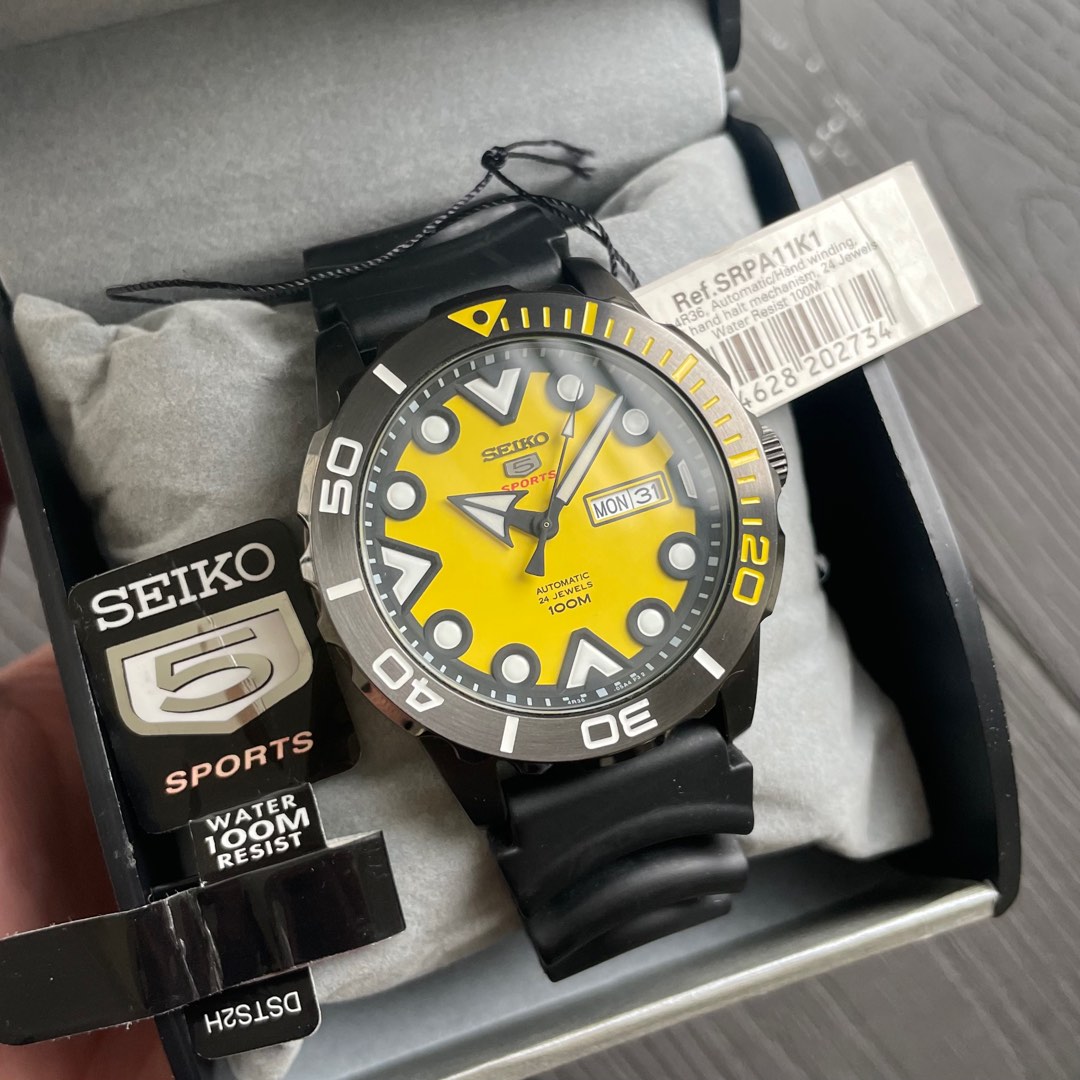 Ref.SRPA11K1
4R36, Automatic/Hand winding,
hand halt mechanism, 24 Jewels
Water Resist 100M
4628 202734
SEIKO
5
SPORTS
MON 31
AUTOMATIC
24 JEWELS
100M
20
30
40
50
SEIKO
5
SPORTS
WATER
100M
RESIST
DSTS2H